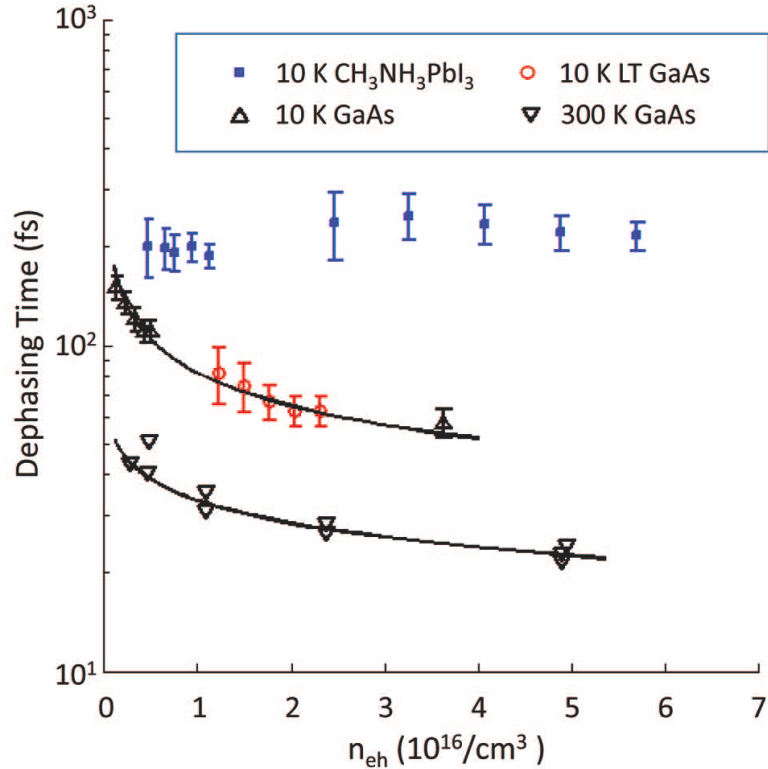 10³
10 K CH₃NH₃PbI₃
10 K LT GaAs
10 K GaAs
300 K GaAs
Dephasing Time (fs)
10²
10¹
0 1 2 3 4 5 6 7
nₑₕ (10¹⁶/cm³ )